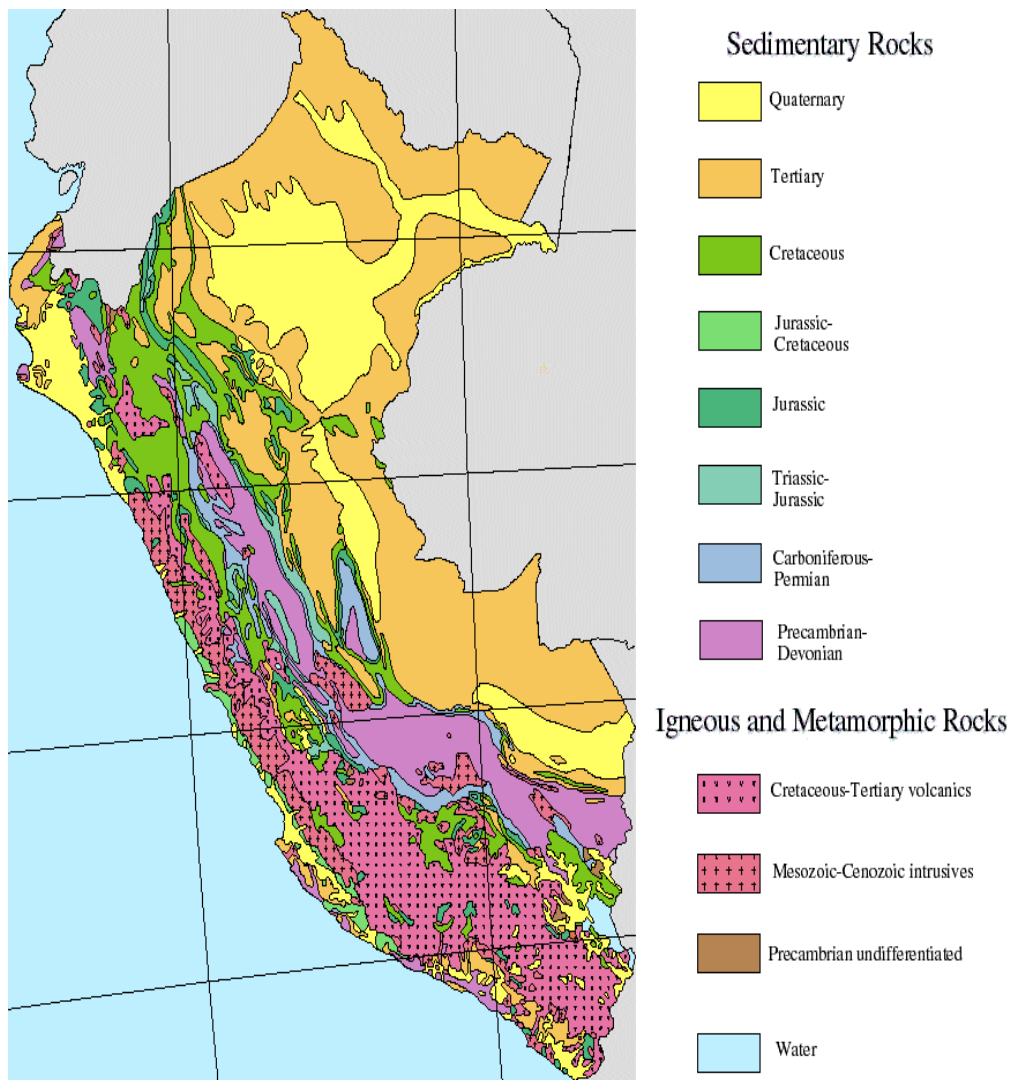 Sedimentary Rocks
Quaternary
Tertiary
Cretaceous
Jurassic-
Cretaceous
Jurassic
Triassic-
Jurassic
Carboniferous-
Permian
Precambrian-
Devonian
Igneous and Metamorphic Rocks
Cretaceous-Tertiary volcanics
Mesozoic-Cenozoic intrusives
Precambrian undifferentiated
Water